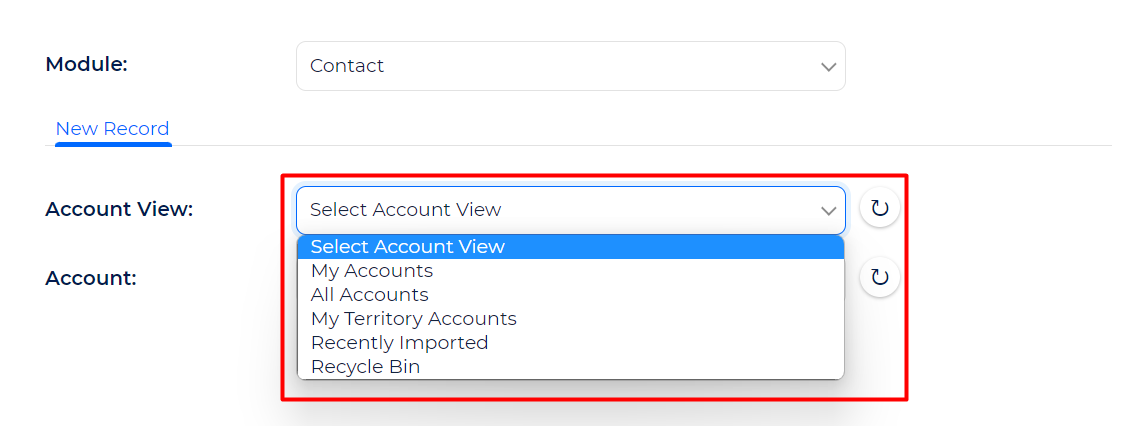 Module:
Contact
New Record
Account View:
Select Account View
Select Account View
My Accounts
All Accounts
My Territory Accounts
Recently Imported
Recycle Bin
Account: